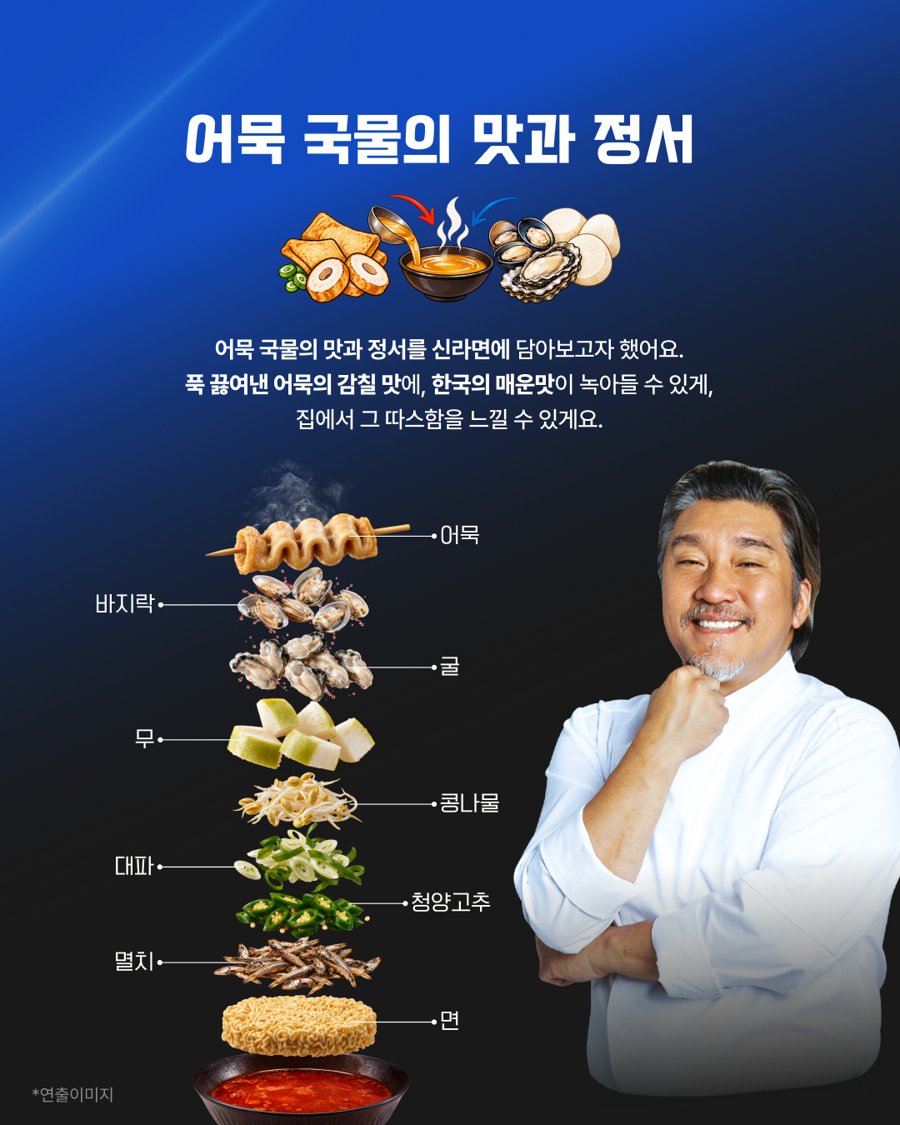 어묵 국물의 맛과 정서
어묵 국물의 맛과 정서를 신라면에 담아보고자 했어요.
푹 끓여낸 어묵의 감칠 맛에, 한국의 매운맛이 녹아들 수 있게,
집에서 그 따스함을 느낄 수 있게요.
어묵
바지락
굴
무
콩나물
대파
청양고추
멸치
면
*연출이미지